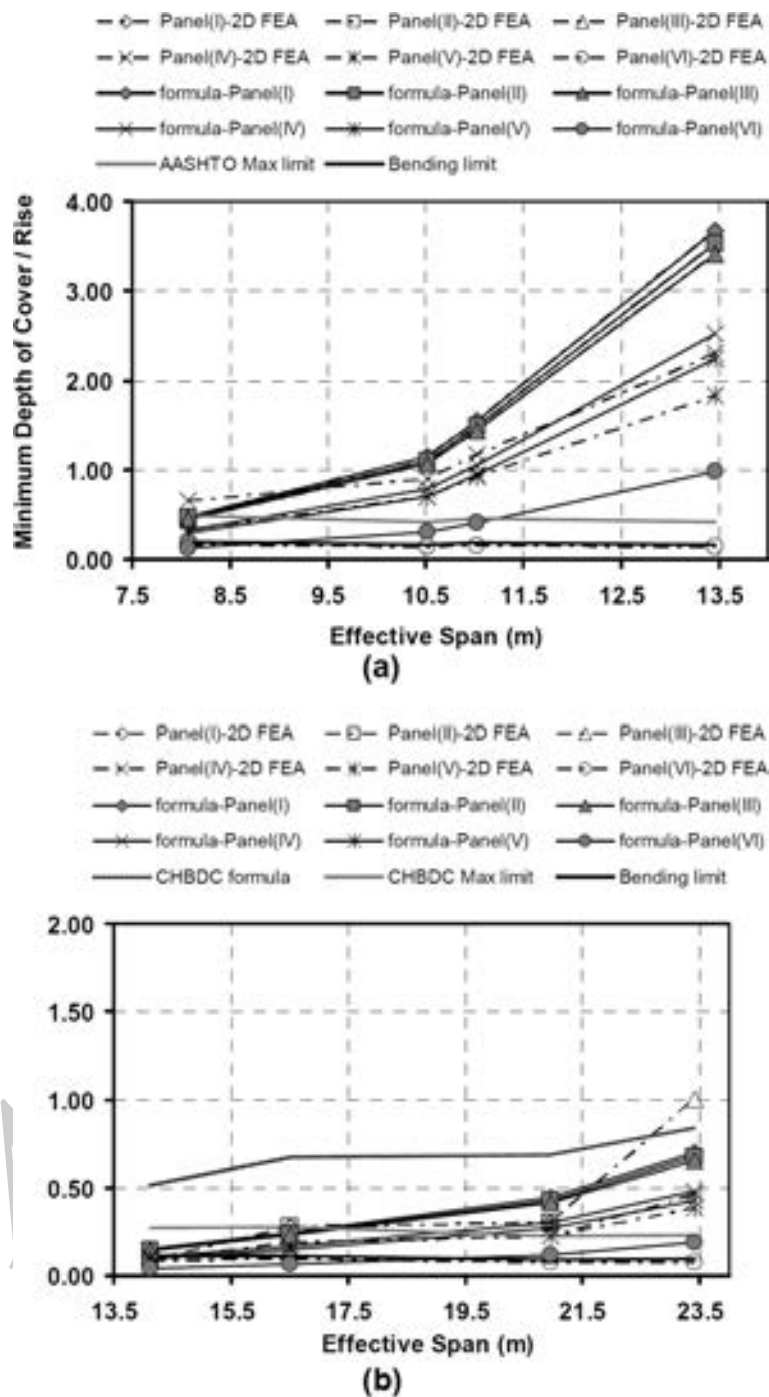 Panel(I)-2D FEA Panel(II)-2D FEA Panel(III)-2D FEA
Panel(IV)-2D FEA Panel(V)-2D FEA Panel(VI)-2D FEA
formula-Panel(I) formula-Panel(II) formula-Panel(III)
formula-Panel(IV) formula-Panel(V) formula-Panel(VI)
AASHTO Max limit Bending limit
4.00
3.00
2.00
1.00
0.00
Minimum Depth of Cover / Rise
7.5 8.5 9.5 10.5 11.5 12.5 13.5
Effective Span (m)
(a)
Panel(I)-2D FEA Panel(II)-2D FEA Panel(III)-2D FEA
Panel(IV)-2D FEA Panel(V)-2D FEA Panel(VI)-2D FEA
formula-Panel(I) formula-Panel(II) formula-Panel(III)
formula-Panel(IV) formula-Panel(V) formula-Panel(VI)
CHBDC formula CHBDC Max limit Bending limit
2.00
1.50
1.00
0.50
0.00
13.5 15.5 17.5 19.5 21.5 23.5
Effective Span (m)
(b)